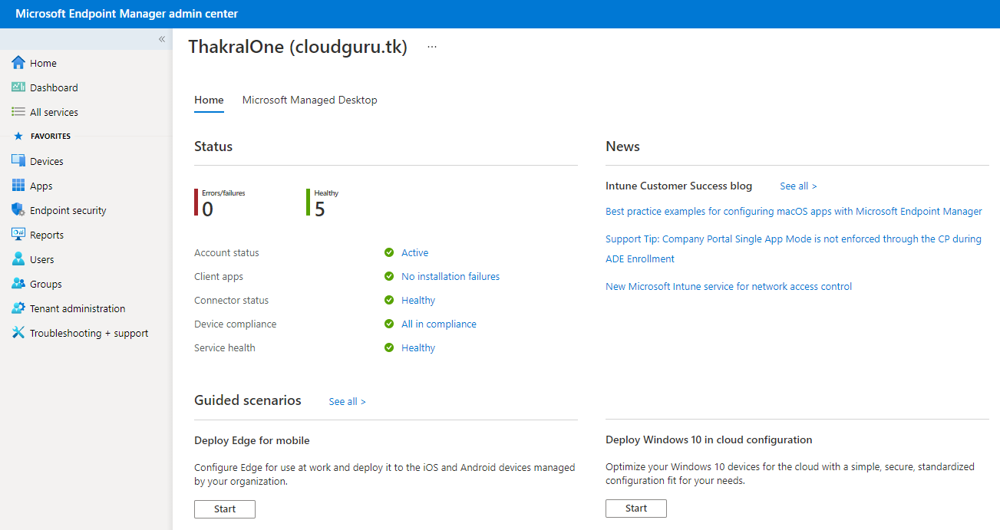 Microsoft Endpoint Manager admin center
«
Home
Dashboard
All services
FAVORITES
Devices
Apps
Endpoint security
Reports
Users
Groups
Tenant administration
Troubleshooting + support
ThakralOne (cloudguru.tk) ...
Home Microsoft Managed Desktop
Status
Errors/failures
0
Healthy
5
Account status Active
Client apps No installation failures
Connector status Healthy
Device compliance All in compliance
Service health Healthy
News
Intune Customer Success blog See all >
Best practice examples for configuring macOS apps with Microsoft Endpoint Manager
Support Tip: Company Portal Single App Mode is not enforced through the CP during
ADE Enrollment
New Microsoft Intune service for network access control
Guided scenarios See all >
Deploy Edge for mobile
Configure Edge for use at work and deploy it to the iOS and Android devices managed
by your organization.
Start
Deploy Windows 10 in cloud configuration
Optimize your Windows 10 devices for the cloud with a simple, secure, standardized
configuration fit for your needs.
Start